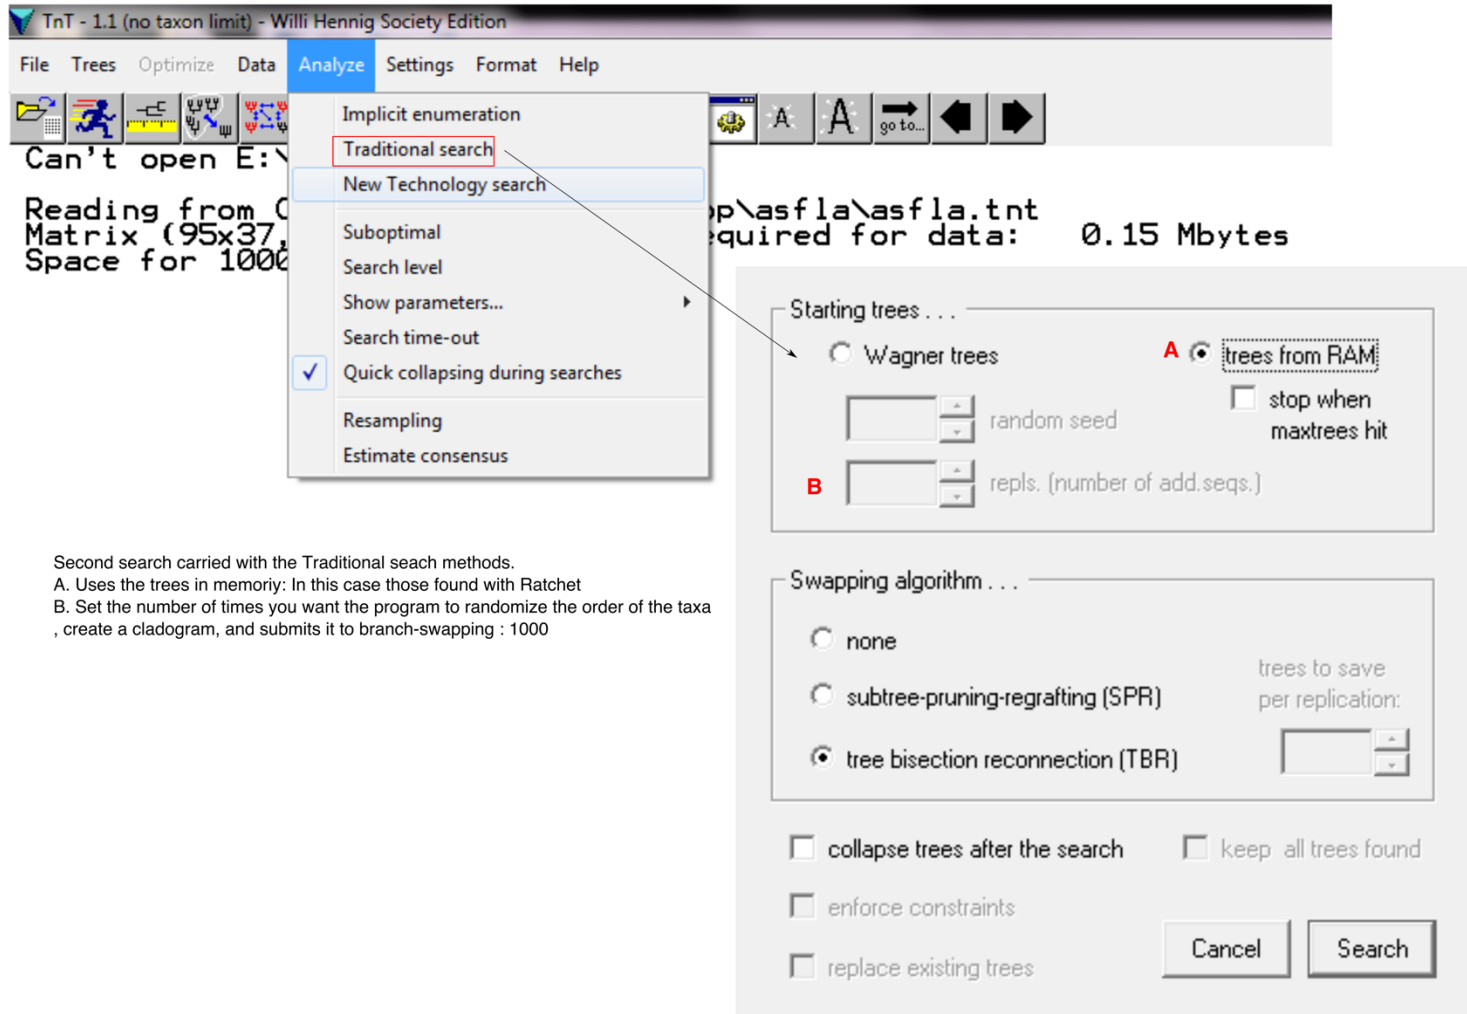 TnT - 1.1 (no taxon limit) - Willi Hennig Society Edition
File Trees Optimize Data Analyze Settings Format Help
go to...
Implicit enumeration
Traditional search
New Technology search
Suboptimal
Search level
Show parameters...
Search time-out
Quick collapsing during searches
Resampling
Estimate consensus
Can't open E:\
Reading from op\asfla\asfla.tnt
Matrix (95x37, equired for data: 0.15 Mbytes
Space for 1000
Starting trees . . .
Wagner trees
A trees from RAM
stop when
maxtrees hit
random seed
B repls. (number of add.seqs.)
Swapping algorithm . . .
none
subtree-pruning-regrafting (SPR)
tree bisection reconnection (TBR)
trees to save
per replication:
collapse trees after the search
keep all trees found
enforce constraints
replace existing trees
Cancel
Search
Second search carried with the Traditional seach methods.
A. Uses the trees in memoriy: In this case those found with Ratchet
B. Set the number of times you want the program to randomize the order of the taxa
, create a cladogram, and submits it to branch-swapping : 1000